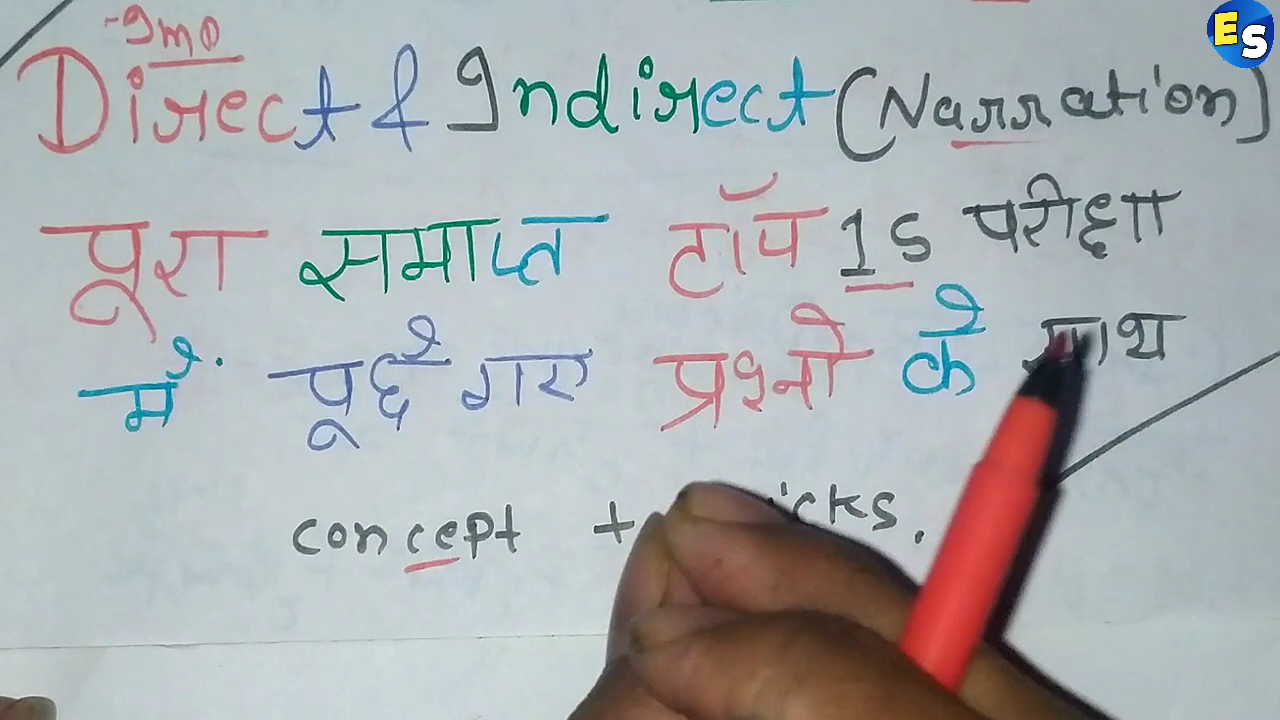 Imp
Direct & Indirect (Narration)
पूरा समाप्त टॉप 15 परीक्षा
में पूछे गए प्रश्नो के साथ
concept +
ES